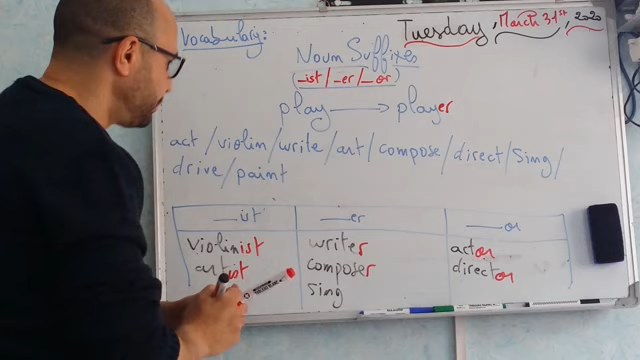 Vocabulary:
Tuesday, March 31st, 2020
Noun Suffixes
(-ist/-er/-or)
play → player
act/violin/write/art/compose/direct/sing/
drive/paint
—ist —er —or
violinist writer actor
artist composer director
sing